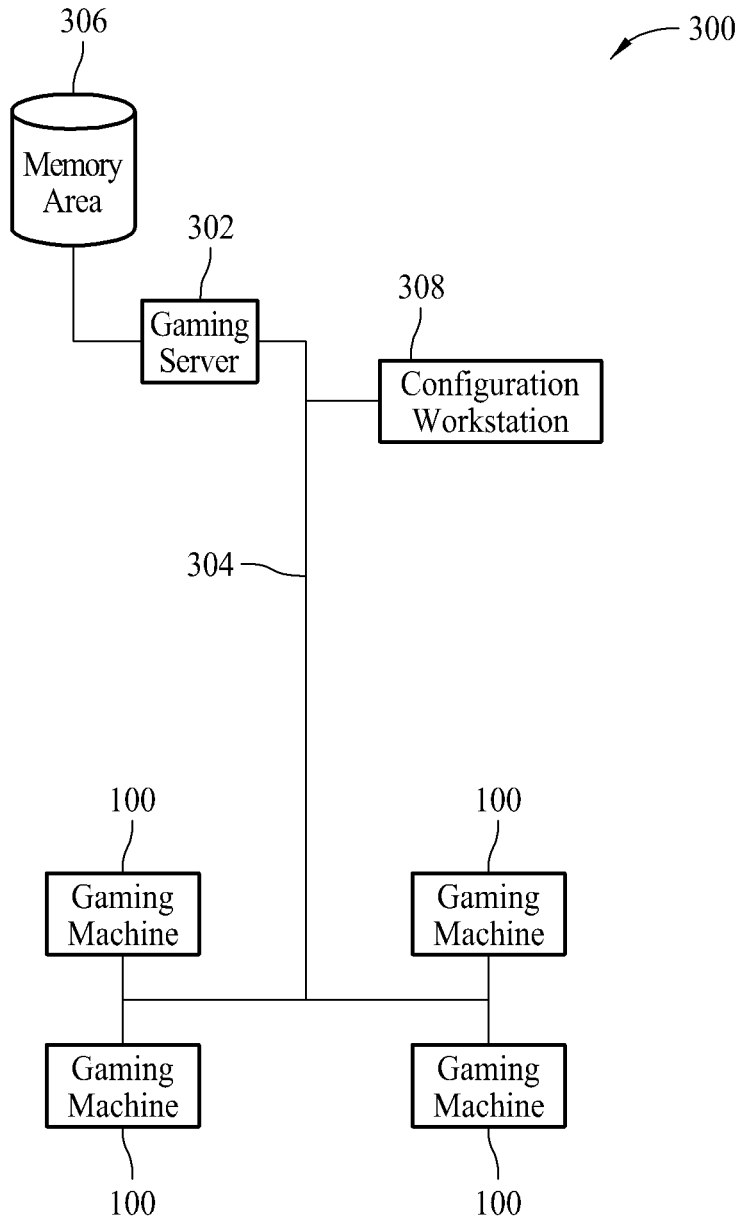 306
300
Memory
Area
302
308
Gaming
Server
Configuration
Workstation
304
100
100
Gaming
Machine
Gaming
Machine
Gaming
Machine
Gaming
Machine
100
100